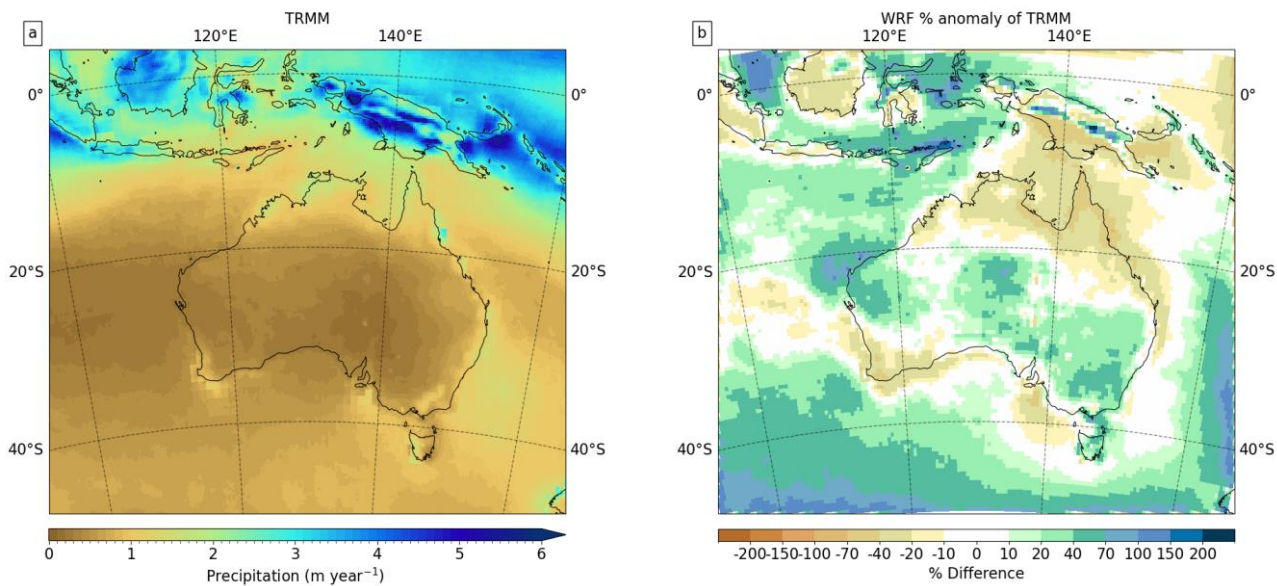 a
TRMM
120°E 140°E
0° 0°
20°S 20°S
40°S 40°S
0 1 2 3 4 5 6
Precipitation (m year⁻¹)
b
WRF % anomaly of TRMM
120°E 140°E
0° 0°
20°S 20°S
40°S 40°S
-200 -150 -100 -70 -40 -20 -10 0 10 20 40 70 100 150 200
% Difference